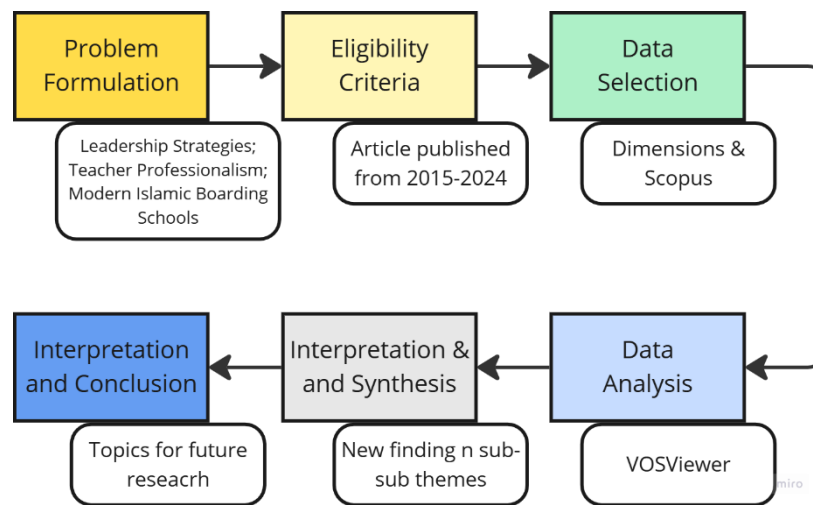 Problem
Formulation
Leadership Strategies;
Teacher Professionalism;
Modern Islamic Boarding
Schools
Eligibility
Criteria
Article published
from 2015-2024
Data
Selection
Dimensions &
Scopus
Data
Analysis
VOSViewer
Interpretation &
and Synthesis
New finding n sub-
sub themes
Interpretation
and Conclusion
Topics for future
reseacrh
miro